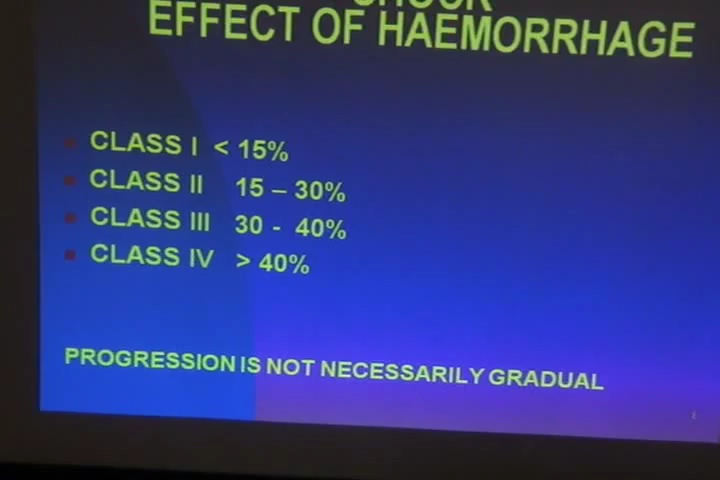 SHOCK
EFFECT OF HAEMORRHAGE
CLASS I < 15%
CLASS II 15 – 30%
CLASS III 30 - 40%
CLASS IV > 40%
PROGRESSION IS NOT NECESSARILY GRADUAL